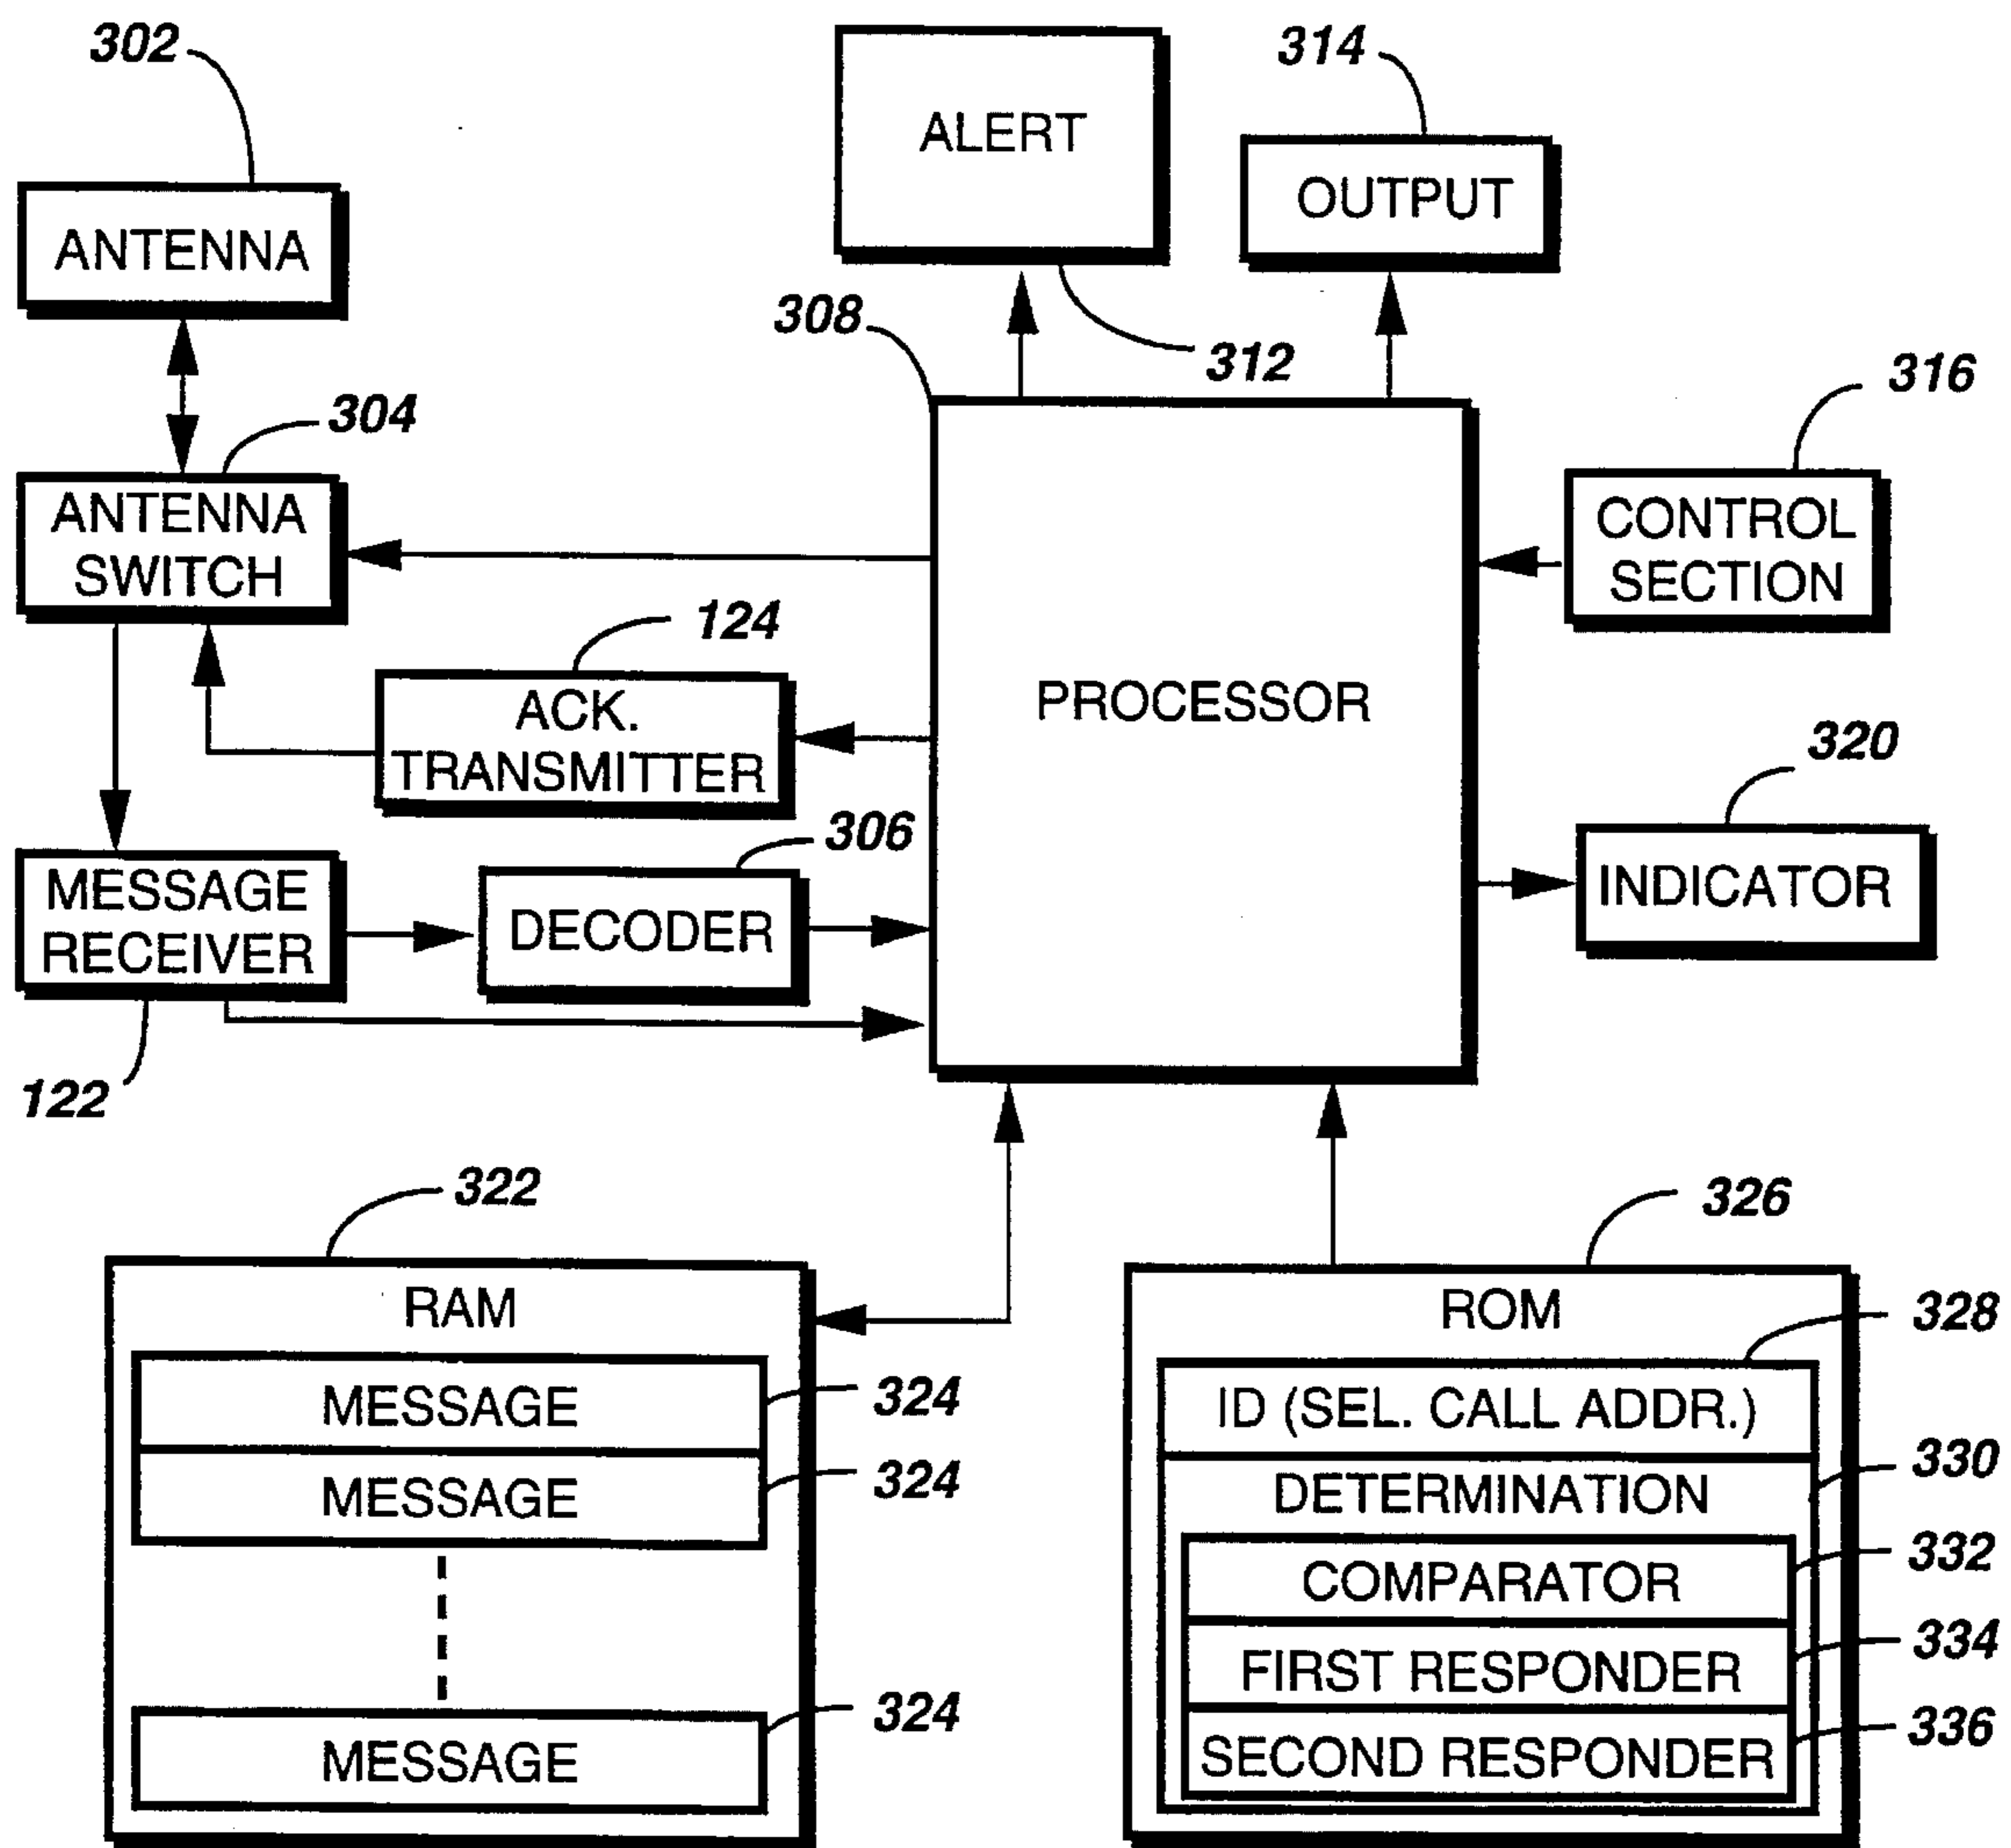 302
ALERT
314
OUTPUT
ANTENNA
308
312
316
304
ANTENNA
SWITCH
CONTROL
SECTION
124
ACK.
TRANSMITTER
PROCESSOR
320
306
MESSAGE
RECEIVER
DECODER
INDICATOR
122
322
326
RAM
ROM
328
MESSAGE
324
ID (SEL. CALL ADDR.)
330
MESSAGE
324
DETERMINATION
332
COMPARATOR
334
FIRST RESPONDER
336
MESSAGE
324
SECOND RESPONDER